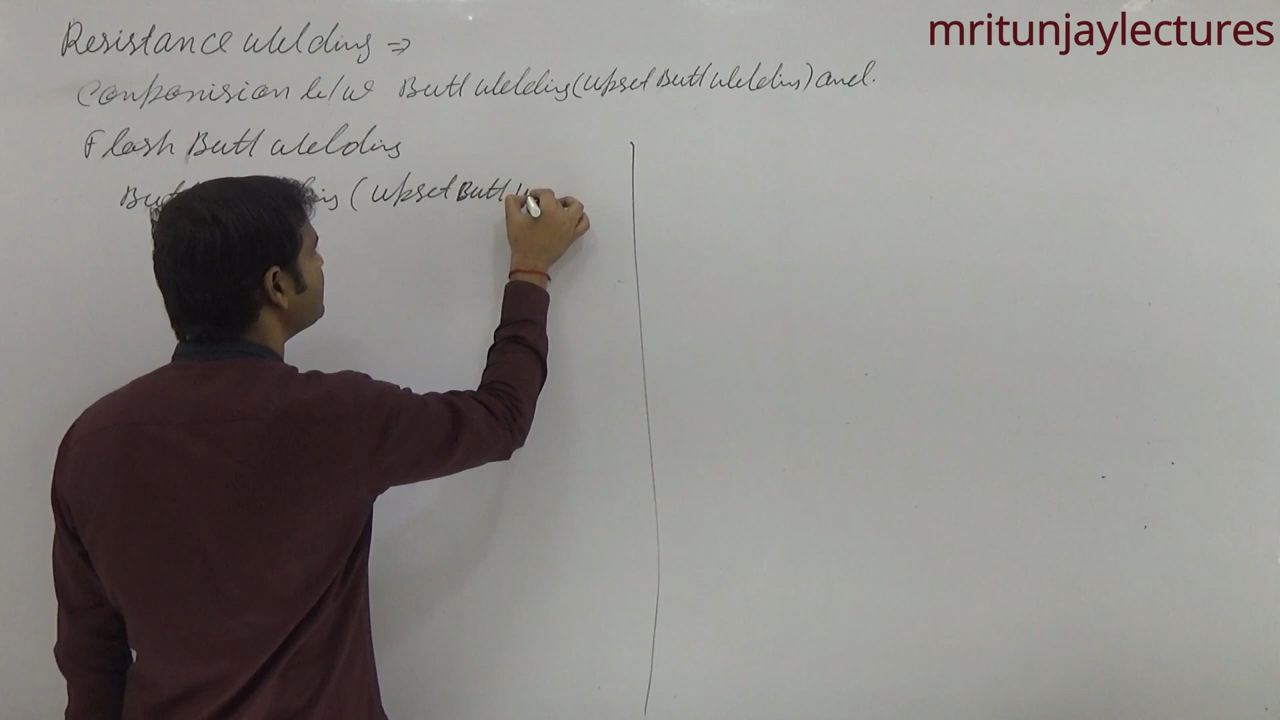 mritunjaylectures
Resistance Welding ⇒
Comparision b/w Butt Welding (Upset Butt Welding) and
Flash Butt Welding
(Upset Butt